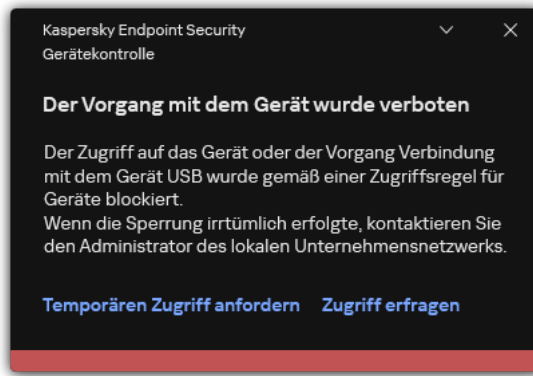 Kaspersky Endpoint Security
Gerätekontrolle
Der Vorgang mit dem Gerät wurde verboten
Der Zugriff auf das Gerät oder der Vorgang Verbindung
mit dem Gerät USB wurde gemäß einer Zugriffsregel für
Geräte blockiert.
Wenn die Sperrung irrtümlich erfolgte, kontaktieren Sie
den Administrator des lokalen Unternehmensnetzwerks.
Temporären Zugriff anfordern Zugriff erfragen